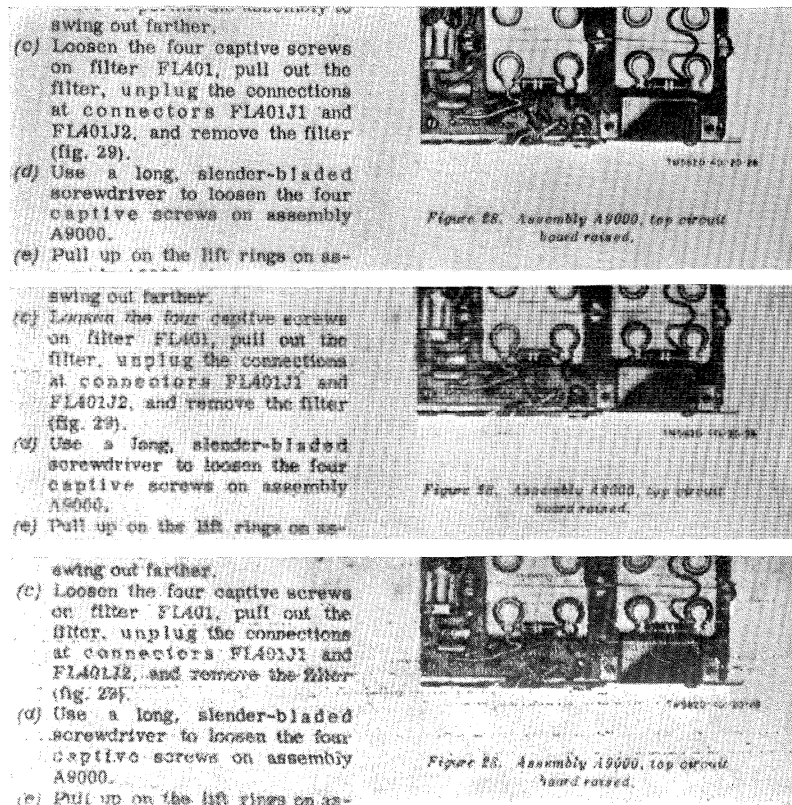 swing out farther.
(c) Loosen the four captive screws
on filter FL401, pull out the
filter, unplug the connections
at connectors FL401J1 and
FL401J2, and remove the filter
(fig. 29).
(d) Use a long, slender-bladed
screwdriver to loosen the four
captive screws on assembly
A9000.
(e) Pull up on the lift rings on as-
Figure 28. Assembly A9000, top circuit
board raised.
swing out farther.
(c) Loosen the four captive screws
on filter FL401, pull out the
filter, unplug the connections
at connectors FL401J1 and
FL401J2, and remove the filter
(fig. 29).
(d) Use a long, slender-bladed
screwdriver to loosen the four
captive screws on assembly
A9000.
(e) Pull up on the lift rings on as-
Figure 28. Assembly A9000, top circuit
board raised.
swing out farther.
(c) Loosen the four captive screws
on filter FL401, pull out the
filter, unplug the connections
at connectors FL401J1 and
FL401J2, and remove the filter
(fig. 29).
(d) Use a long, slender-bladed
screwdriver to loosen the four
captive screws on assembly
A9000.
(e) Pull up on the lift rings on as-
Figure 28. Assembly A9000, top circuit
board raised.